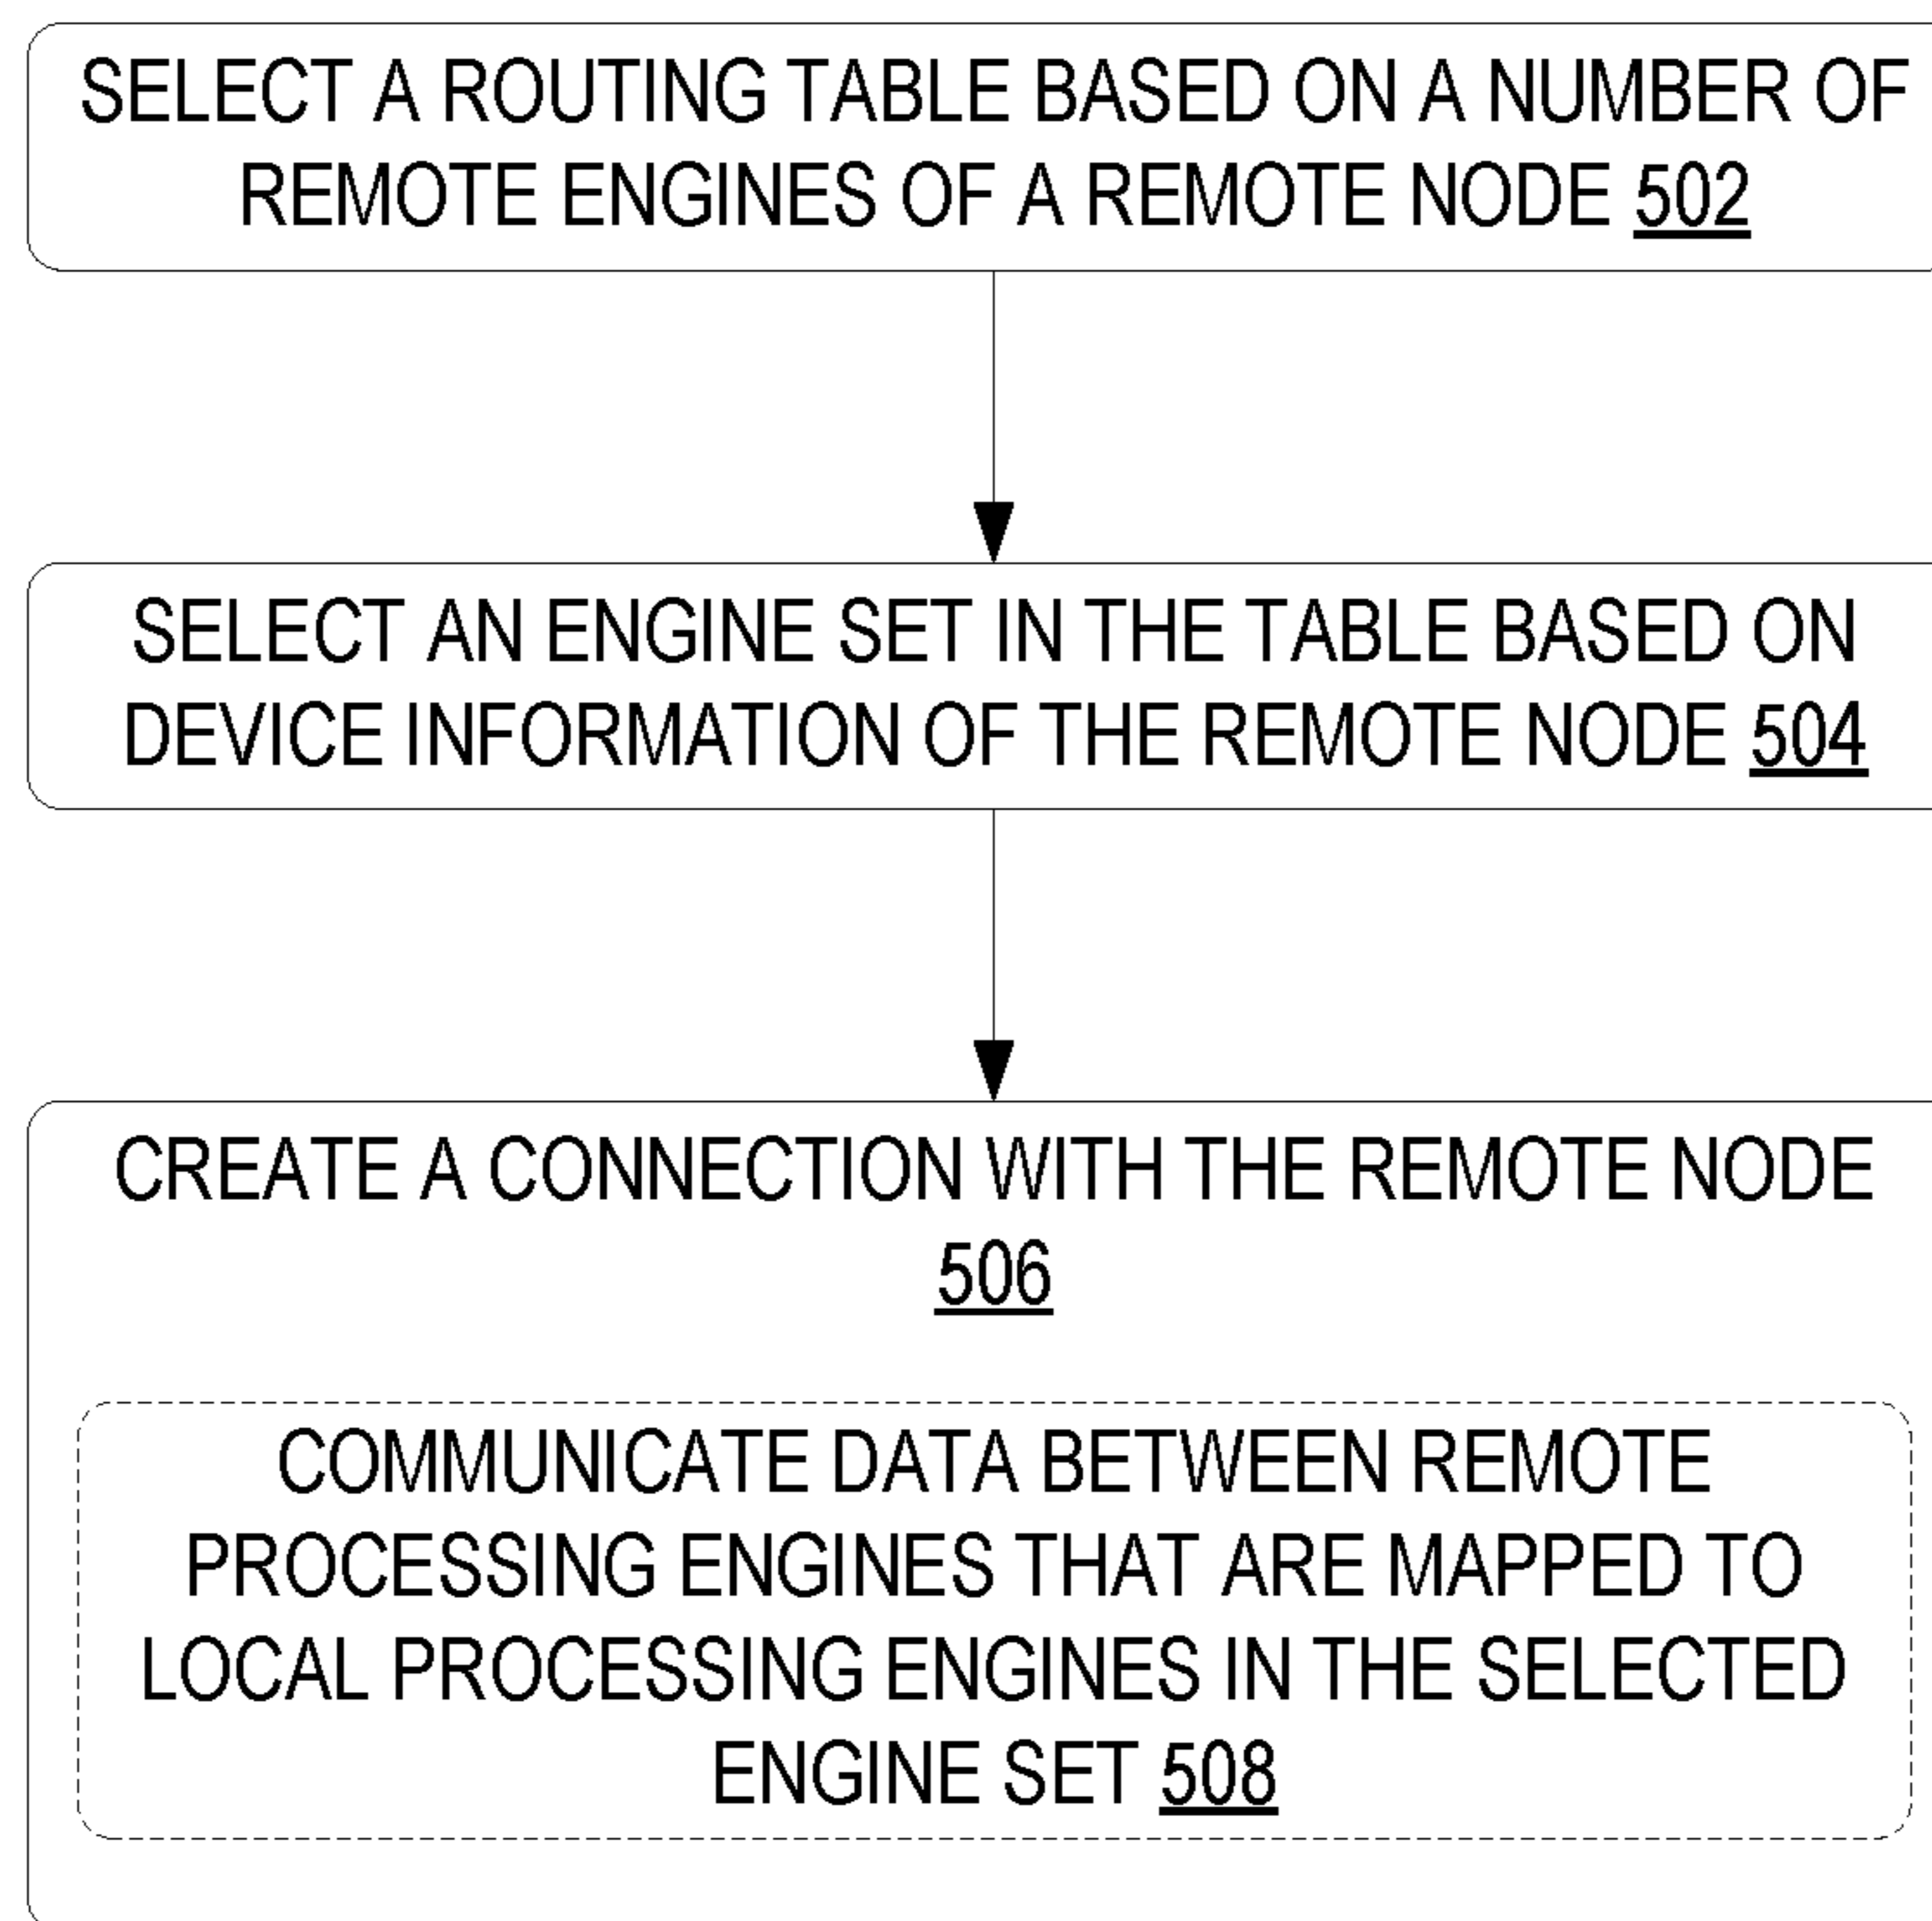 SELECT A ROUTING TABLE BASED ON A NUMBER OF
REMOTE ENGINES OF A REMOTE NODE 502
SELECT AN ENGINE SET IN THE TABLE BASED ON
DEVICE INFORMATION OF THE REMOTE NODE 504
CREATE A CONNECTION WITH THE REMOTE NODE
506
COMMUNICATE DATA BETWEEN REMOTE
PROCESSING ENGINES THAT ARE MAPPED TO
LOCAL PROCESSING ENGINES IN THE SELECTED
ENGINE SET 508